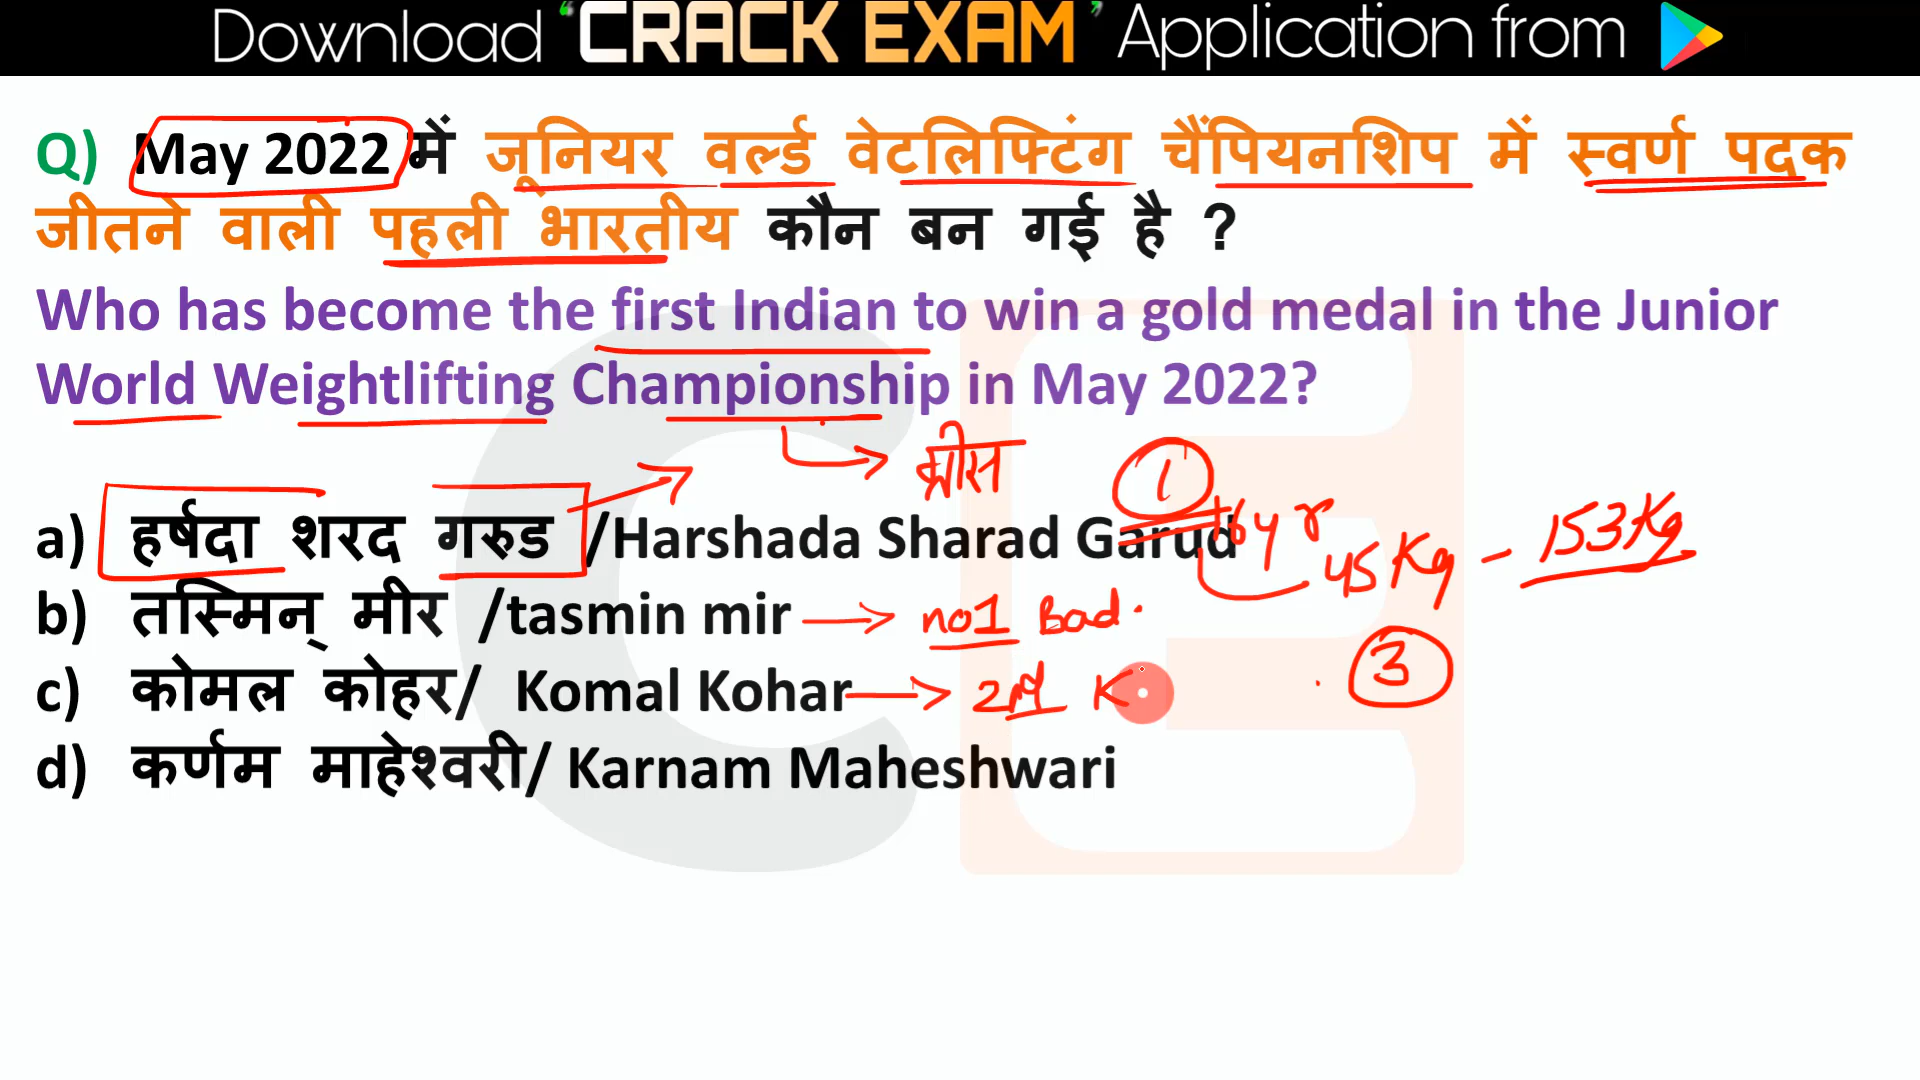 Download ‘CRACK EXAM’ Application from
Q) May 2022 में जूनियर वर्ल्ड वेटलिफ्टिंग चैंपियनशिप में स्वर्ण पदक
जीतने वाली पहली भारतीय कौन बन गई है ?
Who has become the first Indian to win a gold medal in the Junior
World Weightlifting Championship in May 2022?
ग्रीस 1
a) हर्षदा शरद गरुड /Harshada Sharad Garud 16yr 45 Kg - 153Kg
b) तस्मिन् मीर /tasmin mir no1 Bad.
c) कोमल कोहर/ Komal Kohar 2nd K 3
d) कर्णम माहेश्वरी/ Karnam Maheshwari